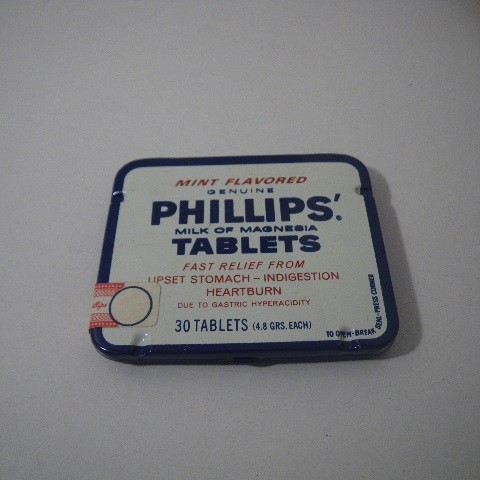 MINT FLAVORED
GENUINE
PHILLIPS'.
MILK OF MAGNESIA
TABLETS
FAST RELIEF FROM
UPSET STOMACH – INDIGESTION
HEARTBURN
DUE TO GASTRIC HYPERACIDITY
30 TABLETS (4.8 GRS. EACH)
TO OPEN-BREAK SEAL-PRESS CORNER